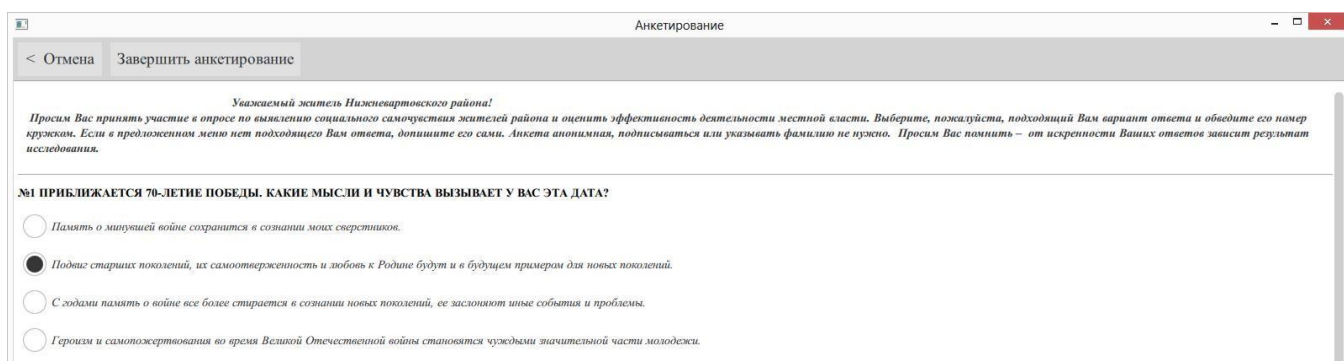 Анкетирование
< Отмена Завершить анкетирование
Уважаемый житель Нижневартовского района!
Просим Вас принять участие в опросе по выявлению социального самочувствия жителей района и оценить эффективность деятельности местной власти. Выберите, пожалуйста, подходящий Вам вариант ответа и обведите его номер
кружком. Если в предложенном меню нет подходящего Вам ответа, допишите его сами. Анкета анонимная, подписываться или указывать фамилию не нужно. Просим Вас помнить – от искренности Ваших ответов зависит результат
исследования.
№1 ПРИБЛИЖАЕТСЯ 70-ЛЕТИЕ ПОБЕДЫ. КАКИЕ МЫСЛИ И ЧУВСТВА ВЫЗЫВАЕТ У ВАС ЭТА ДАТА?
Память о минувшей войне сохранится в сознании моих сверстников.
Подвиг старших поколений, их самоотверженность и любовь к Родине будут и в будущем примером для новых поколений.
С годами память о войне все более стирается в сознании новых поколений, ее заслоняют иные события и проблемы.
Героизм и самопожертвования во время Великой Отечественной войны становятся чуждыми значительной части молодежи.